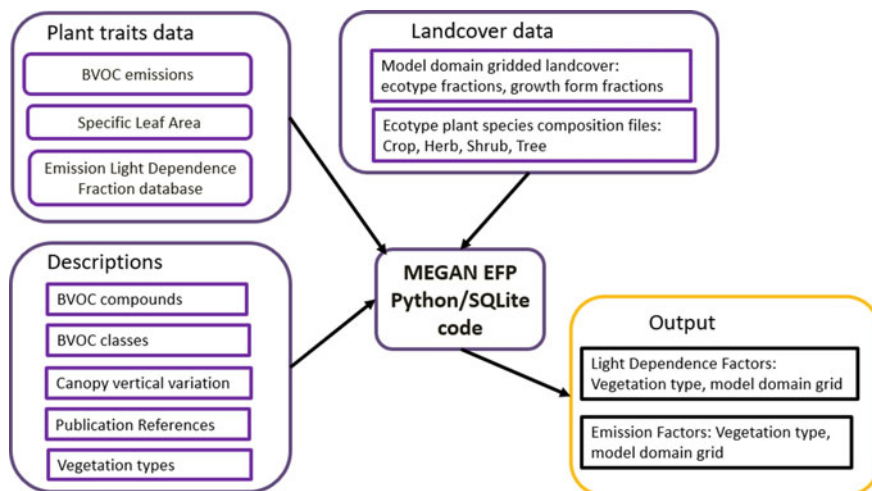 Plant traits data
BVOC emissions
Specific Leaf Area
Emission Light Dependence
Fraction database
Landcover data
Model domain gridded landcover:
ecotype fractions, growth form fractions
Ecotype plant species composition files:
Crop, Herb, Shrub, Tree
Descriptions
BVOC compounds
BVOC classes
Canopy vertical variation
Publication References
Vegetation types
MEGAN EFP
Python/SQLite
code
Output
Light Dependence Factors:
Vegetation type, model domain grid
Emission Factors: Vegetation type,
model domain grid